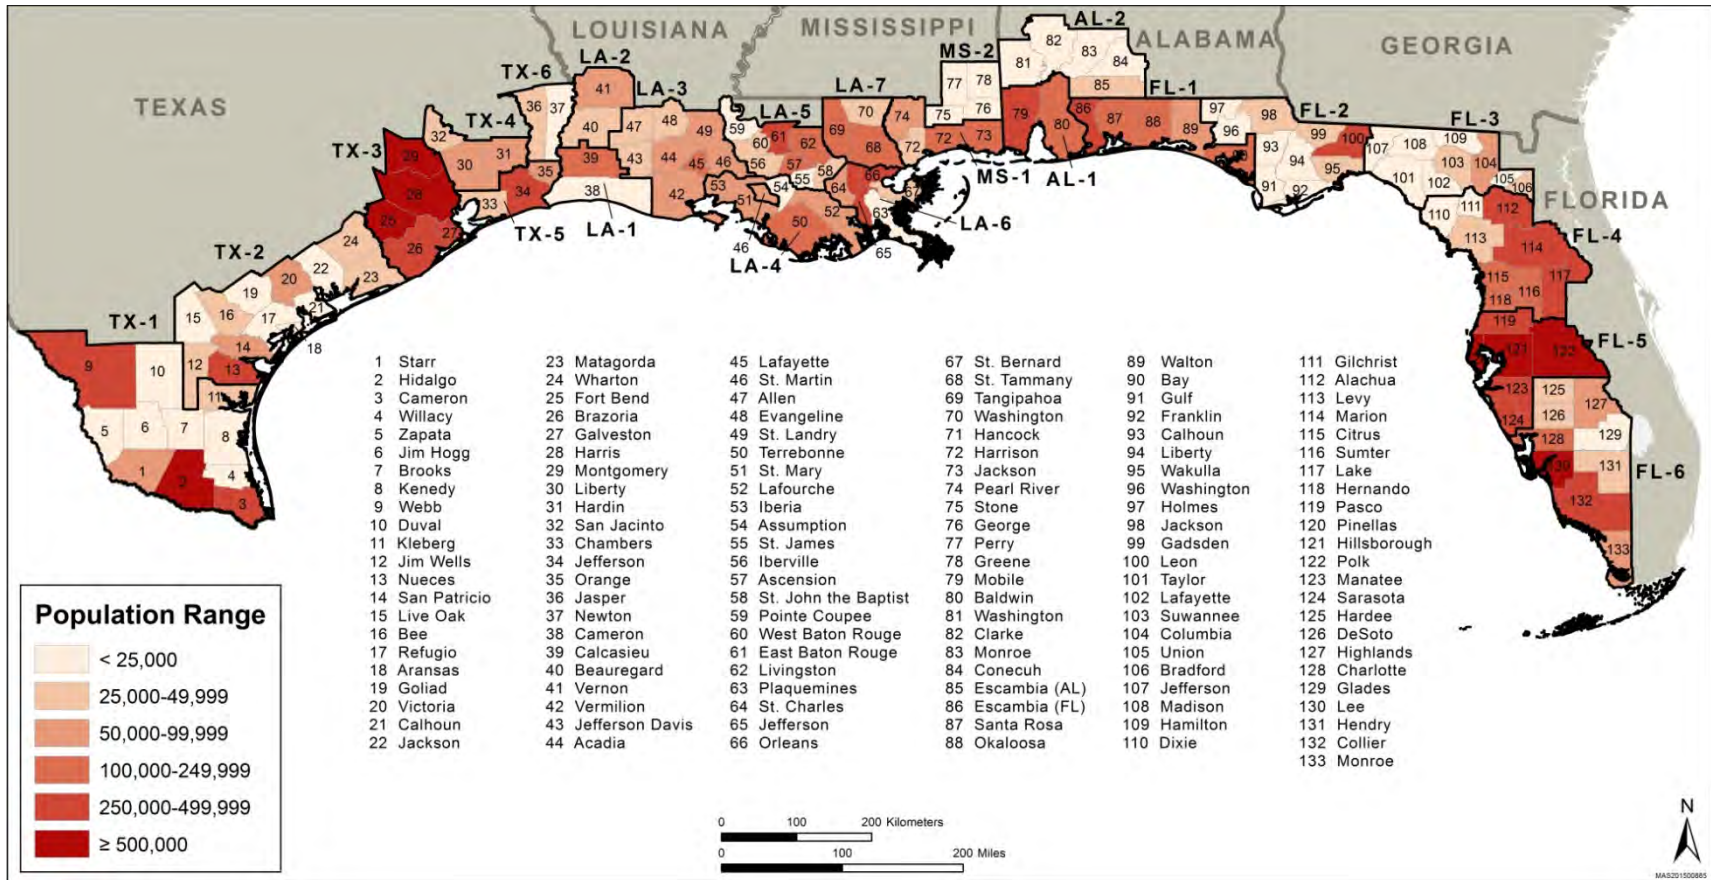 LOUISIANA
MISSISSIPPI
AL-2
ALABAMA
GEORGIA
TEXAS
FLORIDA
TX-6
LA-2
LA-3
MS-2
LA-7
LA-5
FL-1
FL-2
FL-3
TX-4
TX-3
TX-2
TX-1
TX-5
LA-1
LA-4
LA-6
MS-1
AL-1
FL-4
FL-5
FL-6
1 Starr
2 Hidalgo
3 Cameron
4 Willacy
5 Zapata
6 Jim Hogg
7 Brooks
8 Kenedy
9 Webb
10 Duval
11 Kleberg
12 Jim Wells
13 Nueces
14 San Patricio
15 Live Oak
16 Bee
17 Refugio
18 Aransas
19 Goliad
20 Victoria
21 Calhoun
22 Jackson
23 Matagorda
24 Wharton
25 Fort Bend
26 Brazoria
27 Galveston
28 Harris
29 Montgomery
30 Liberty
31 Hardin
32 San Jacinto
33 Chambers
34 Jefferson
35 Orange
36 Jasper
37 Newton
38 Cameron
39 Calcasieu
40 Beauregard
41 Vernon
42 Vermilion
43 Jefferson Davis
44 Acadia
45 Lafayette
46 St. Martin
47 Allen
48 Evangeline
49 St. Landry
50 Terrebonne
51 St. Mary
52 Lafourche
53 Iberia
54 Assumption
55 St. James
56 Iberville
57 Ascension
58 St. John the Baptist
59 Pointe Coupee
60 West Baton Rouge
61 East Baton Rouge
62 Livingston
63 Plaquemines
64 St. Charles
65 Jefferson
66 Orleans
67 St. Bernard
68 St. Tammany
69 Tangipahoa
70 Washington
71 Hancock
72 Harrison
73 Jackson
74 Pearl River
75 Stone
76 George
77 Perry
78 Greene
79 Mobile
80 Baldwin
81 Washington
82 Clarke
83 Monroe
84 Conecuh
85 Escambia (AL)
86 Escambia (FL)
87 Santa Rosa
88 Okaloosa
89 Walton
90 Bay
91 Gulf
92 Franklin
93 Calhoun
94 Liberty
95 Wakulla
96 Washington
97 Holmes
98 Jackson
99 Gadsden
100 Leon
101 Taylor
102 Lafayette
103 Suwannee
104 Columbia
105 Union
106 Bradford
107 Jefferson
108 Madison
109 Hamilton
110 Dixie
111 Gilchrist
112 Alachua
113 Levy
114 Marion
115 Citrus
116 Sumter
117 Lake
118 Hernando
119 Pasco
120 Pinellas
121 Hillsborough
122 Polk
123 Manatee
124 Sarasota
125 Hardee
126 DeSoto
127 Highlands
128 Charlotte
129 Glades
130 Lee
131 Hendry
132 Collier
133 Monroe
Population Range
< 25,000
25,000-49,999
50,000-99,999
100,000-249,999
250,000-499,999
≥ 500,000
0 100 200 Kilometers
0 100 200 Miles
N
MAS201500885